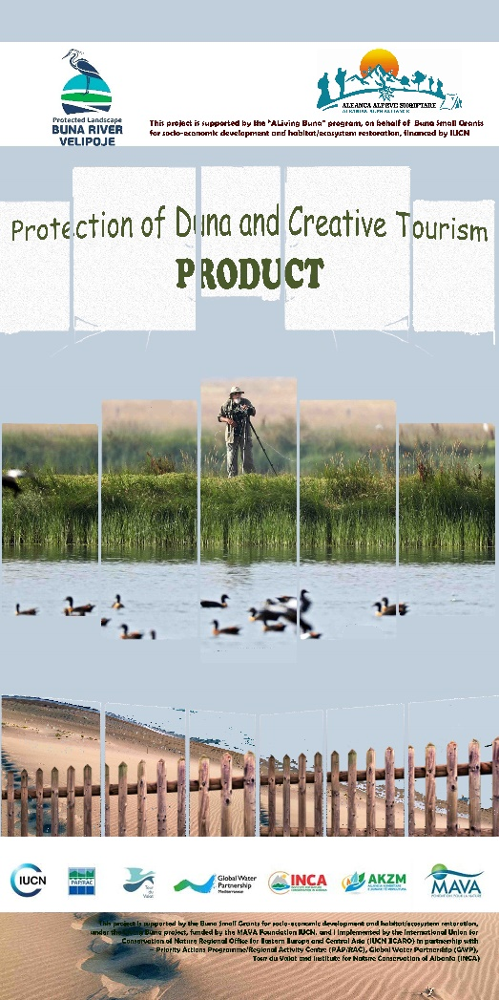 Protected Landscape
BUNA RIVER
VELIPOJE
ALEANCA ALPEVE SHQIPTARE
ALBANIAN ALPS ALLIANCE
This project is supported by the "ALiving Buna" program, on behalf of Buna Small Grants
for socio-economic development and habitat/ecosystem restoration, financed by IUCN
Protection of Duna and Creative Tourism
PRODUCT
IUCN
PAP/RAC
Tour du Valat
Global Water
Partnership
Mediterranean
INCA
AKZM
MAVA
FONDATION POUR LA NATURE
This project is supported by the Buna Small Grants for socio-economic development and habitat/ecosystem restoration,
under the Buna project, funded by the MAVA Foundation IUCN. and I implemented by the International Union for
Conservation of Nature Regional Office for Eastern Europe and Central Asia (IUCN ECARO) in partnership with
Priority Actions Programme/Regional Activity Centre (PAP/RAC), Global Water Partnership (GWP),
Tour du Valat and Institute for Nature Conservation of Albania (INCA)